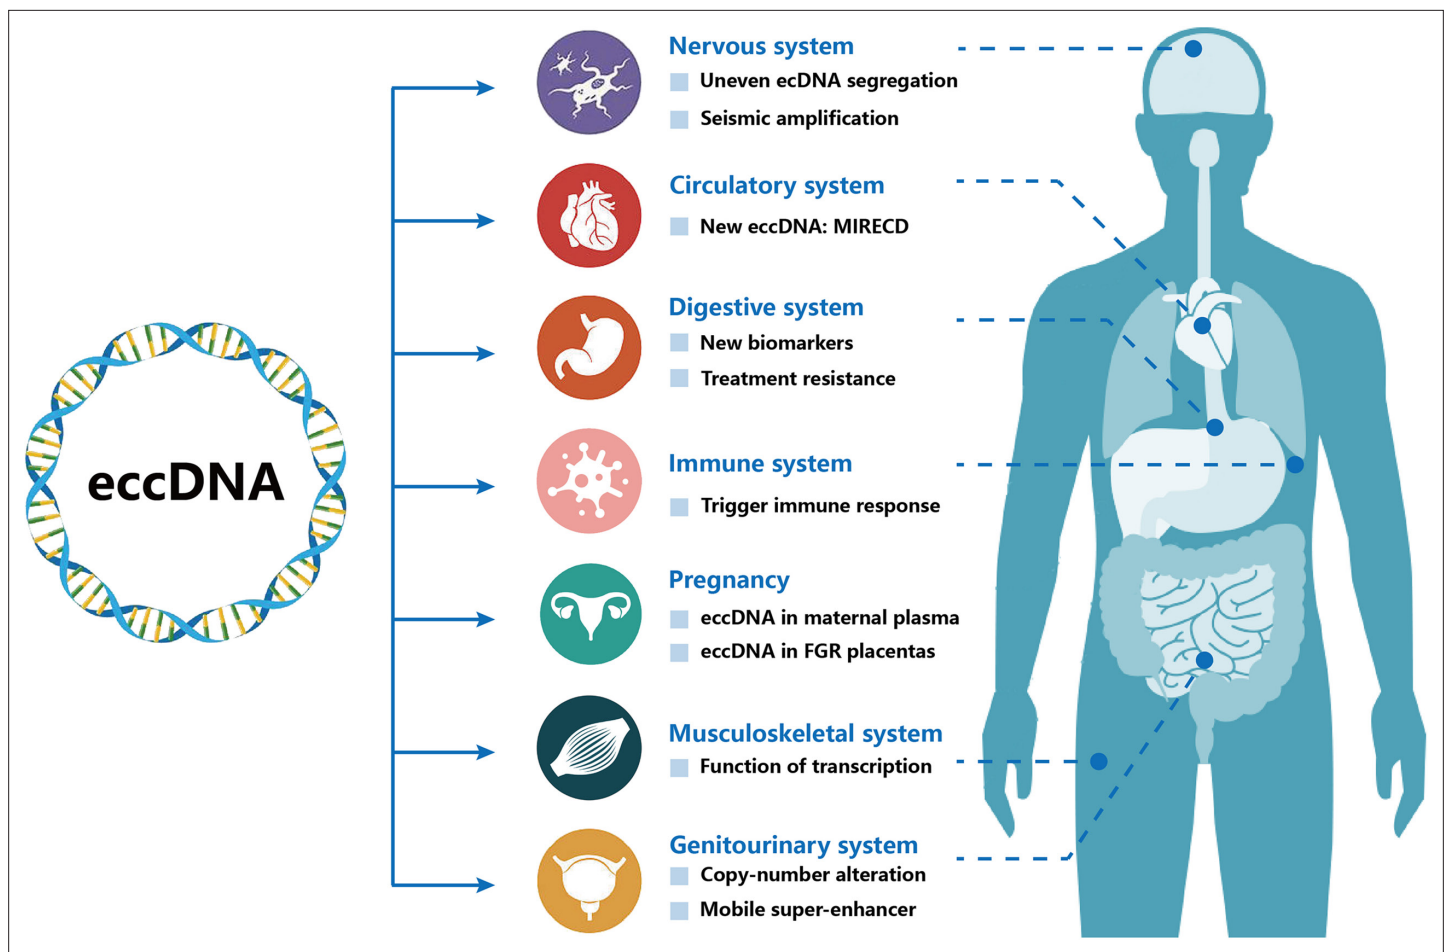 eccDNA
Nervous system
Uneven ecDNA segregation
Seismic amplification
Circulatory system
New eccDNA: MIRECD
Digestive system
New biomarkers
Treatment resistance
Immune system
Trigger immune response
Pregnancy
eccDNA in maternal plasma
eccDNA in FGR placentas
Musculoskeletal system
Function of transcription
Genitourinary system
Copy-number alteration
Mobile super-enhancer